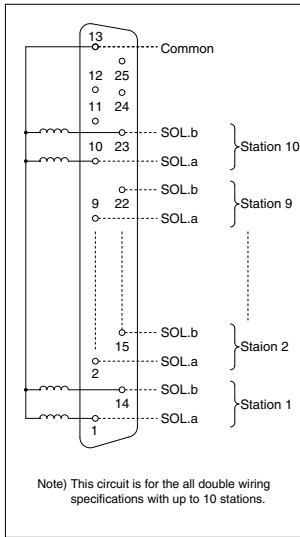 13
Common
12 25
11 24
SOL.b
10 23
Station 10
SOL.a
SOL.b
9 22
Station 9
SOL.a
SOL.b
15
Staion 2
SOL.a
2
SOL.b
14
Station 1
SOL.a
1
Note) This circuit is for the all double wiring
specifications with up to 10 stations.